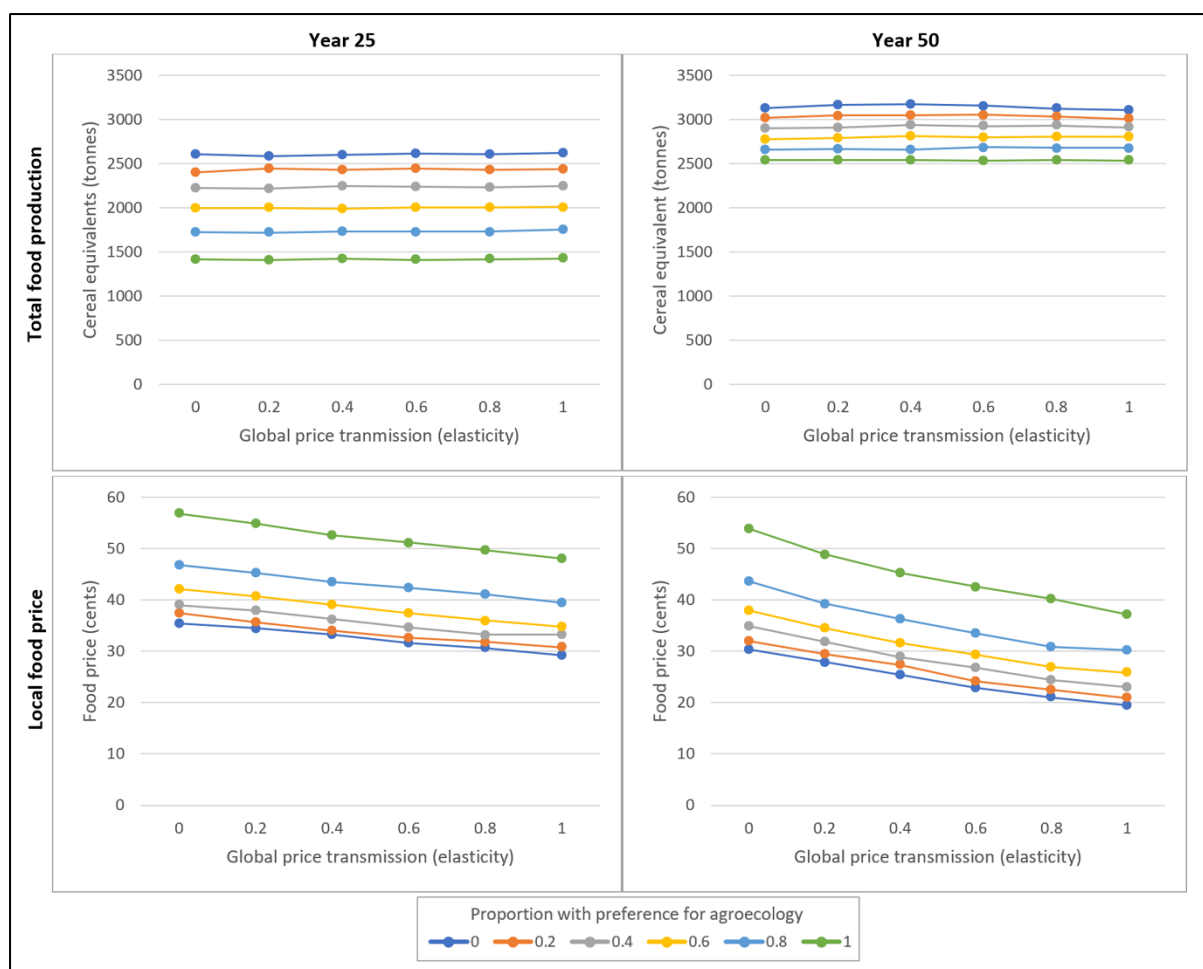 Year 25
Year 50
Total food production
Cereal equivalents (tonnes)
3500
3000
2500
2000
1500
1000
500
0
0 0.2 0.4 0.6 0.8 1
Global price tranmission (elasticity)
Cereal equivalent (tonnes)
3500
3000
2500
2000
1500
1000
500
0
0 0.2 0.4 0.6 0.8 1
Global price transmission (elasticity)
Local food price
Food price (cents)
60
50
40
30
20
10
0
0 0.2 0.4 0.6 0.8 1
Global price transmission (elasticity)
Food price (cents)
60
50
40
30
20
10
0
0 0.2 0.4 0.6 0.8 1
Global price transmission (elasticity)
Proportion with preference for agroecology
0 0.2 0.4 0.6 0.8 1